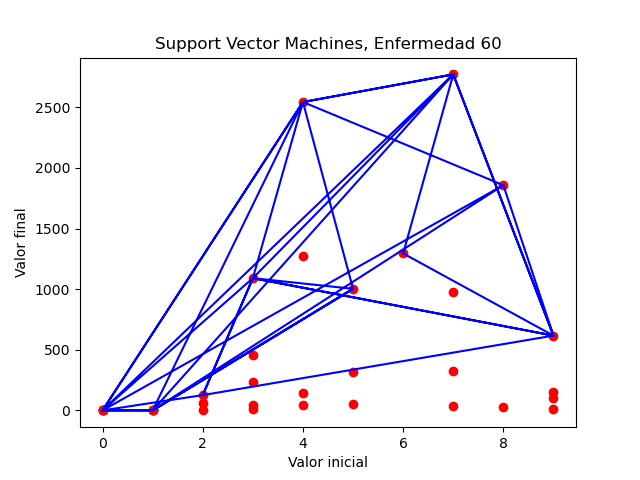 Support Vector Machines, Enfermedad 60
Valor final
2500
2000
1500
1000
500
0
0 2 4 6 8
Valor inicial